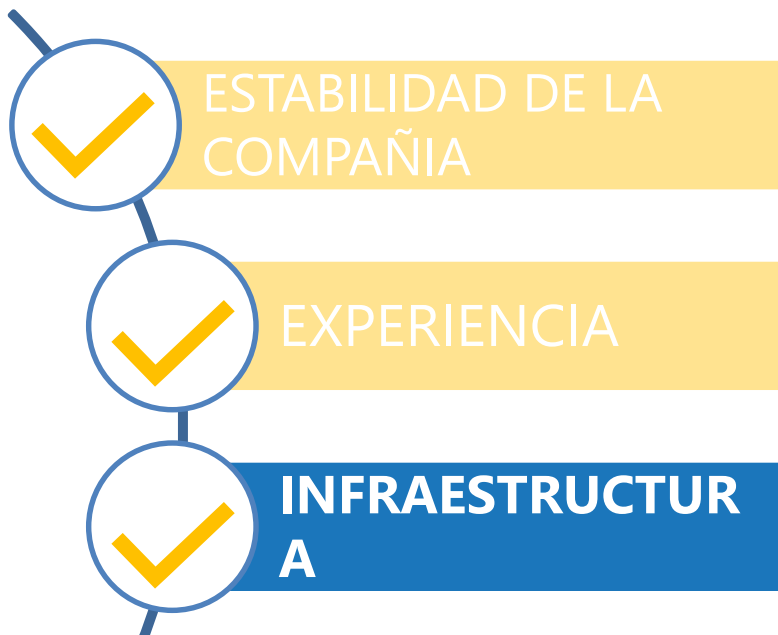 ESTABILIDAD DE LA
COMPAÑIA
EXPERIENCIA
INFRAESTRUCTUR
A